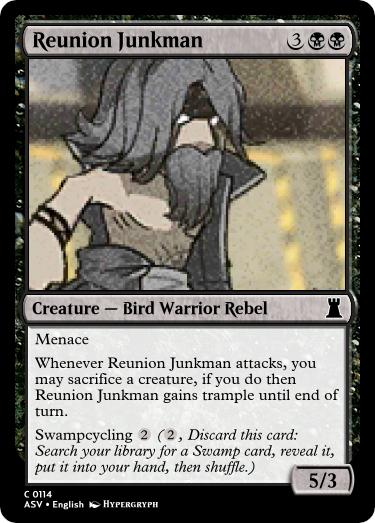 Reunion Junkman 3
Creature — Bird Warrior Rebel
Menace
Whenever Reunion Junkman attacks, you
may sacrifice a creature, if you do then
Reunion Junkman gains trample until end of
turn.
Swampcycling 2 (2, Discard this card:
Search your library for a Swamp card, reveal it,
put it into your hand, then shuffle.)
5/3
C 0114
ASV • English HYPERGRYPH